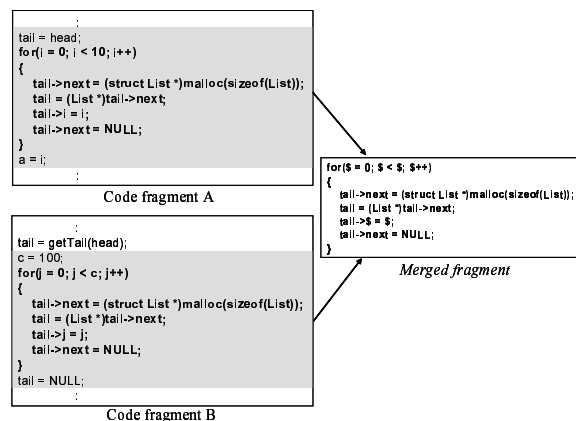 :
tail = head;
for(i = 0; i < 10; i++)
{
tail->next = (struct List *)malloc(sizeof(List));
tail = (List *)tail->next;
tail->i = i;
tail->next = NULL;
}
a = i;
:
Code fragment A
:
tail = getTail(head);
c = 100;
for(j = 0; j < c; j++)
{
tail->next = (struct List *)malloc(sizeof(List));
tail = (List *)tail->next;
tail->j = j;
tail->next = NULL;
}
tail = NULL;
:
Code fragment B
for($ = 0; $ < $; $++)
{
tail->next = (struct List *)malloc(sizeof(List));
tail = (List *)tail->next;
tail->$ = $;
tail->next = NULL;
}
Merged fragment